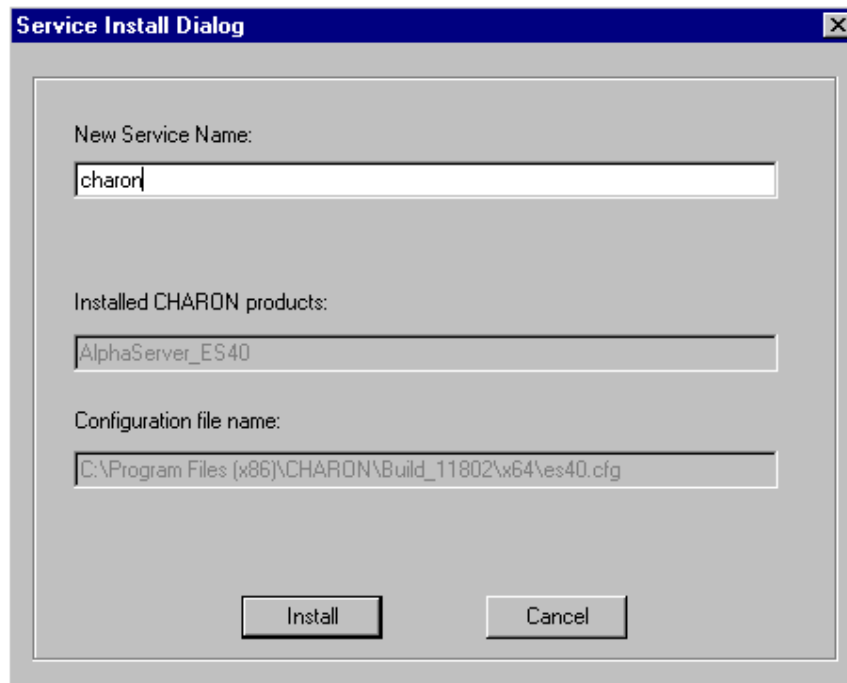 Service Install Dialog
New Service Name:
charon
Installed CHARON products:
AlphaServer_ES40
Configuration file name:
C:\Program Files (x86)\CHARON\Build_11802\x64\es40.cfg
Install Cancel